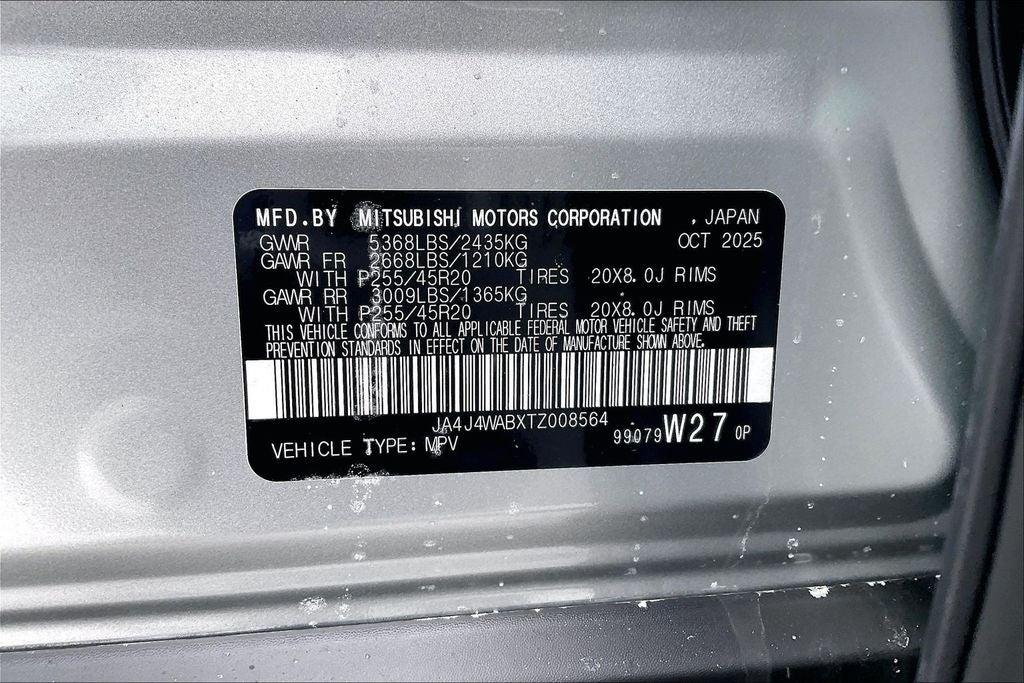 MFD.BY MITSUBISHI MOTORS CORPORATION , JAPAN
GVWR 5368LBS/2435KG OCT 2025
GAWR FR 2668LBS/1210KG
WITH P255/45R20 TIRES 20X8.0J RIMS
GAWR RR 3009LBS/1365KG
WITH P255/45R20 TIRES 20X8.0J RIMS
THIS VEHICLE CONFORMS TO ALL APPLICABLE FEDERAL MOTOR VEHICLE SAFETY AND THEFT
PREVENTION STANDARDS IN EFFECT ON THE DATE OF MANUFACTURE SHOWN ABOVE.
JA4J4WABXTZ008564
VEHICLE TYPE: MPV 99079 W27 0P